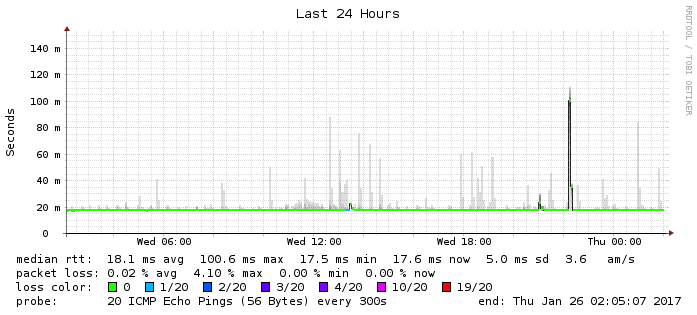 Last 24 Hours
RRDTOOL / TOBI OETIKER
Seconds
140 m
120 m
100 m
80 m
60 m
40 m
20 m
0
Wed 06:00 Wed 12:00 Wed 18:00 Thu 00:00
median rtt: 18.1 ms avg 100.6 ms max 17.5 ms min 17.6 ms now 5.0 ms sd 3.6 am/s
packet loss: 0.02 % avg 4.10 % max 0.00 % min 0.00 % now
loss color: 0 1/20 2/20 3/20 4/20 10/20 19/20
probe: 20 ICMP Echo Pings (56 Bytes) every 300s end: Thu Jan 26 02:05:07 2017